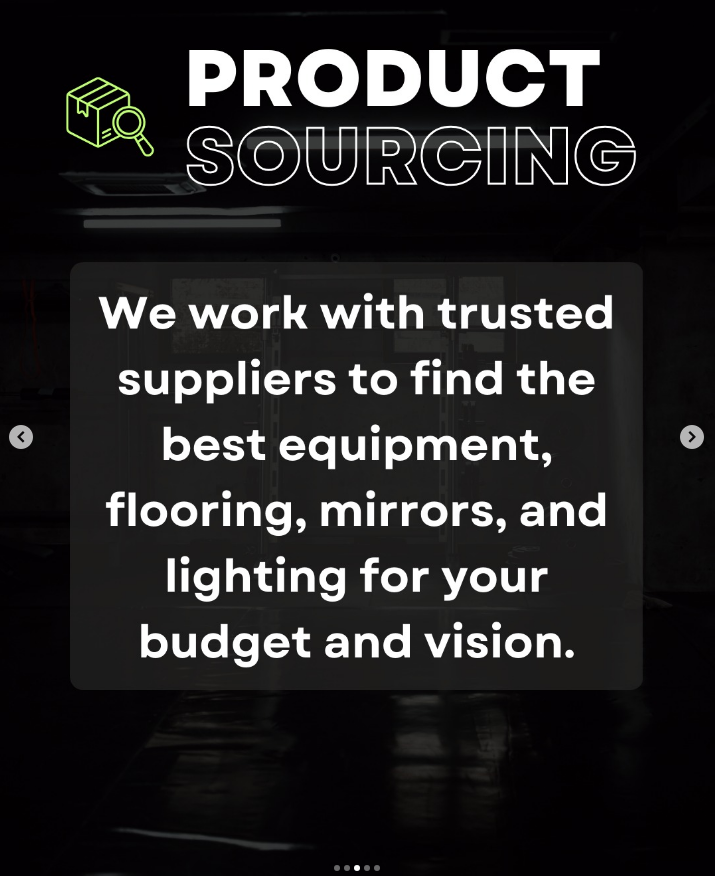 PRODUCT
SOURCING
We work with trusted
suppliers to find the
best equipment,
flooring, mirrors, and
lighting for your
budget and vision.